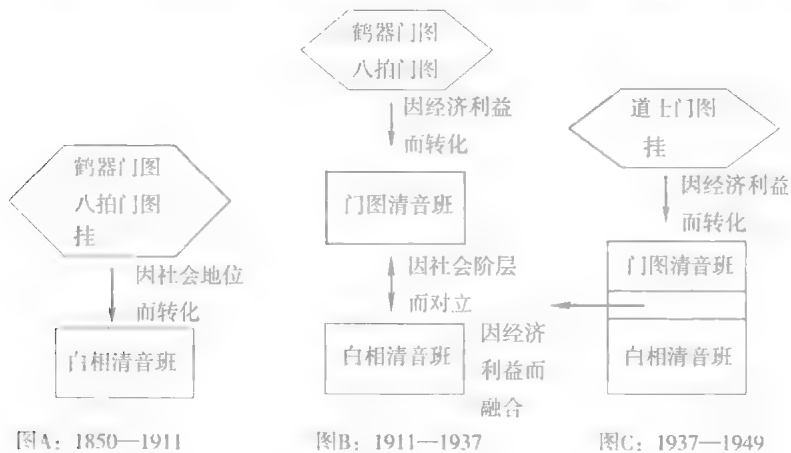 鹤器门图
八拍门图
挂
因社会地位
而转化
白相清音班
图A：1850—1911
鹤器门图
八拍门图
因经济利益
而转化
门图清音班
因社会阶层
而对立
白相清音班
图B：1911—1937
道士门图
挂
因经济利益
而转化
门图清音班
白相清音班
因经济
利益而
融合
图C：1937—1949